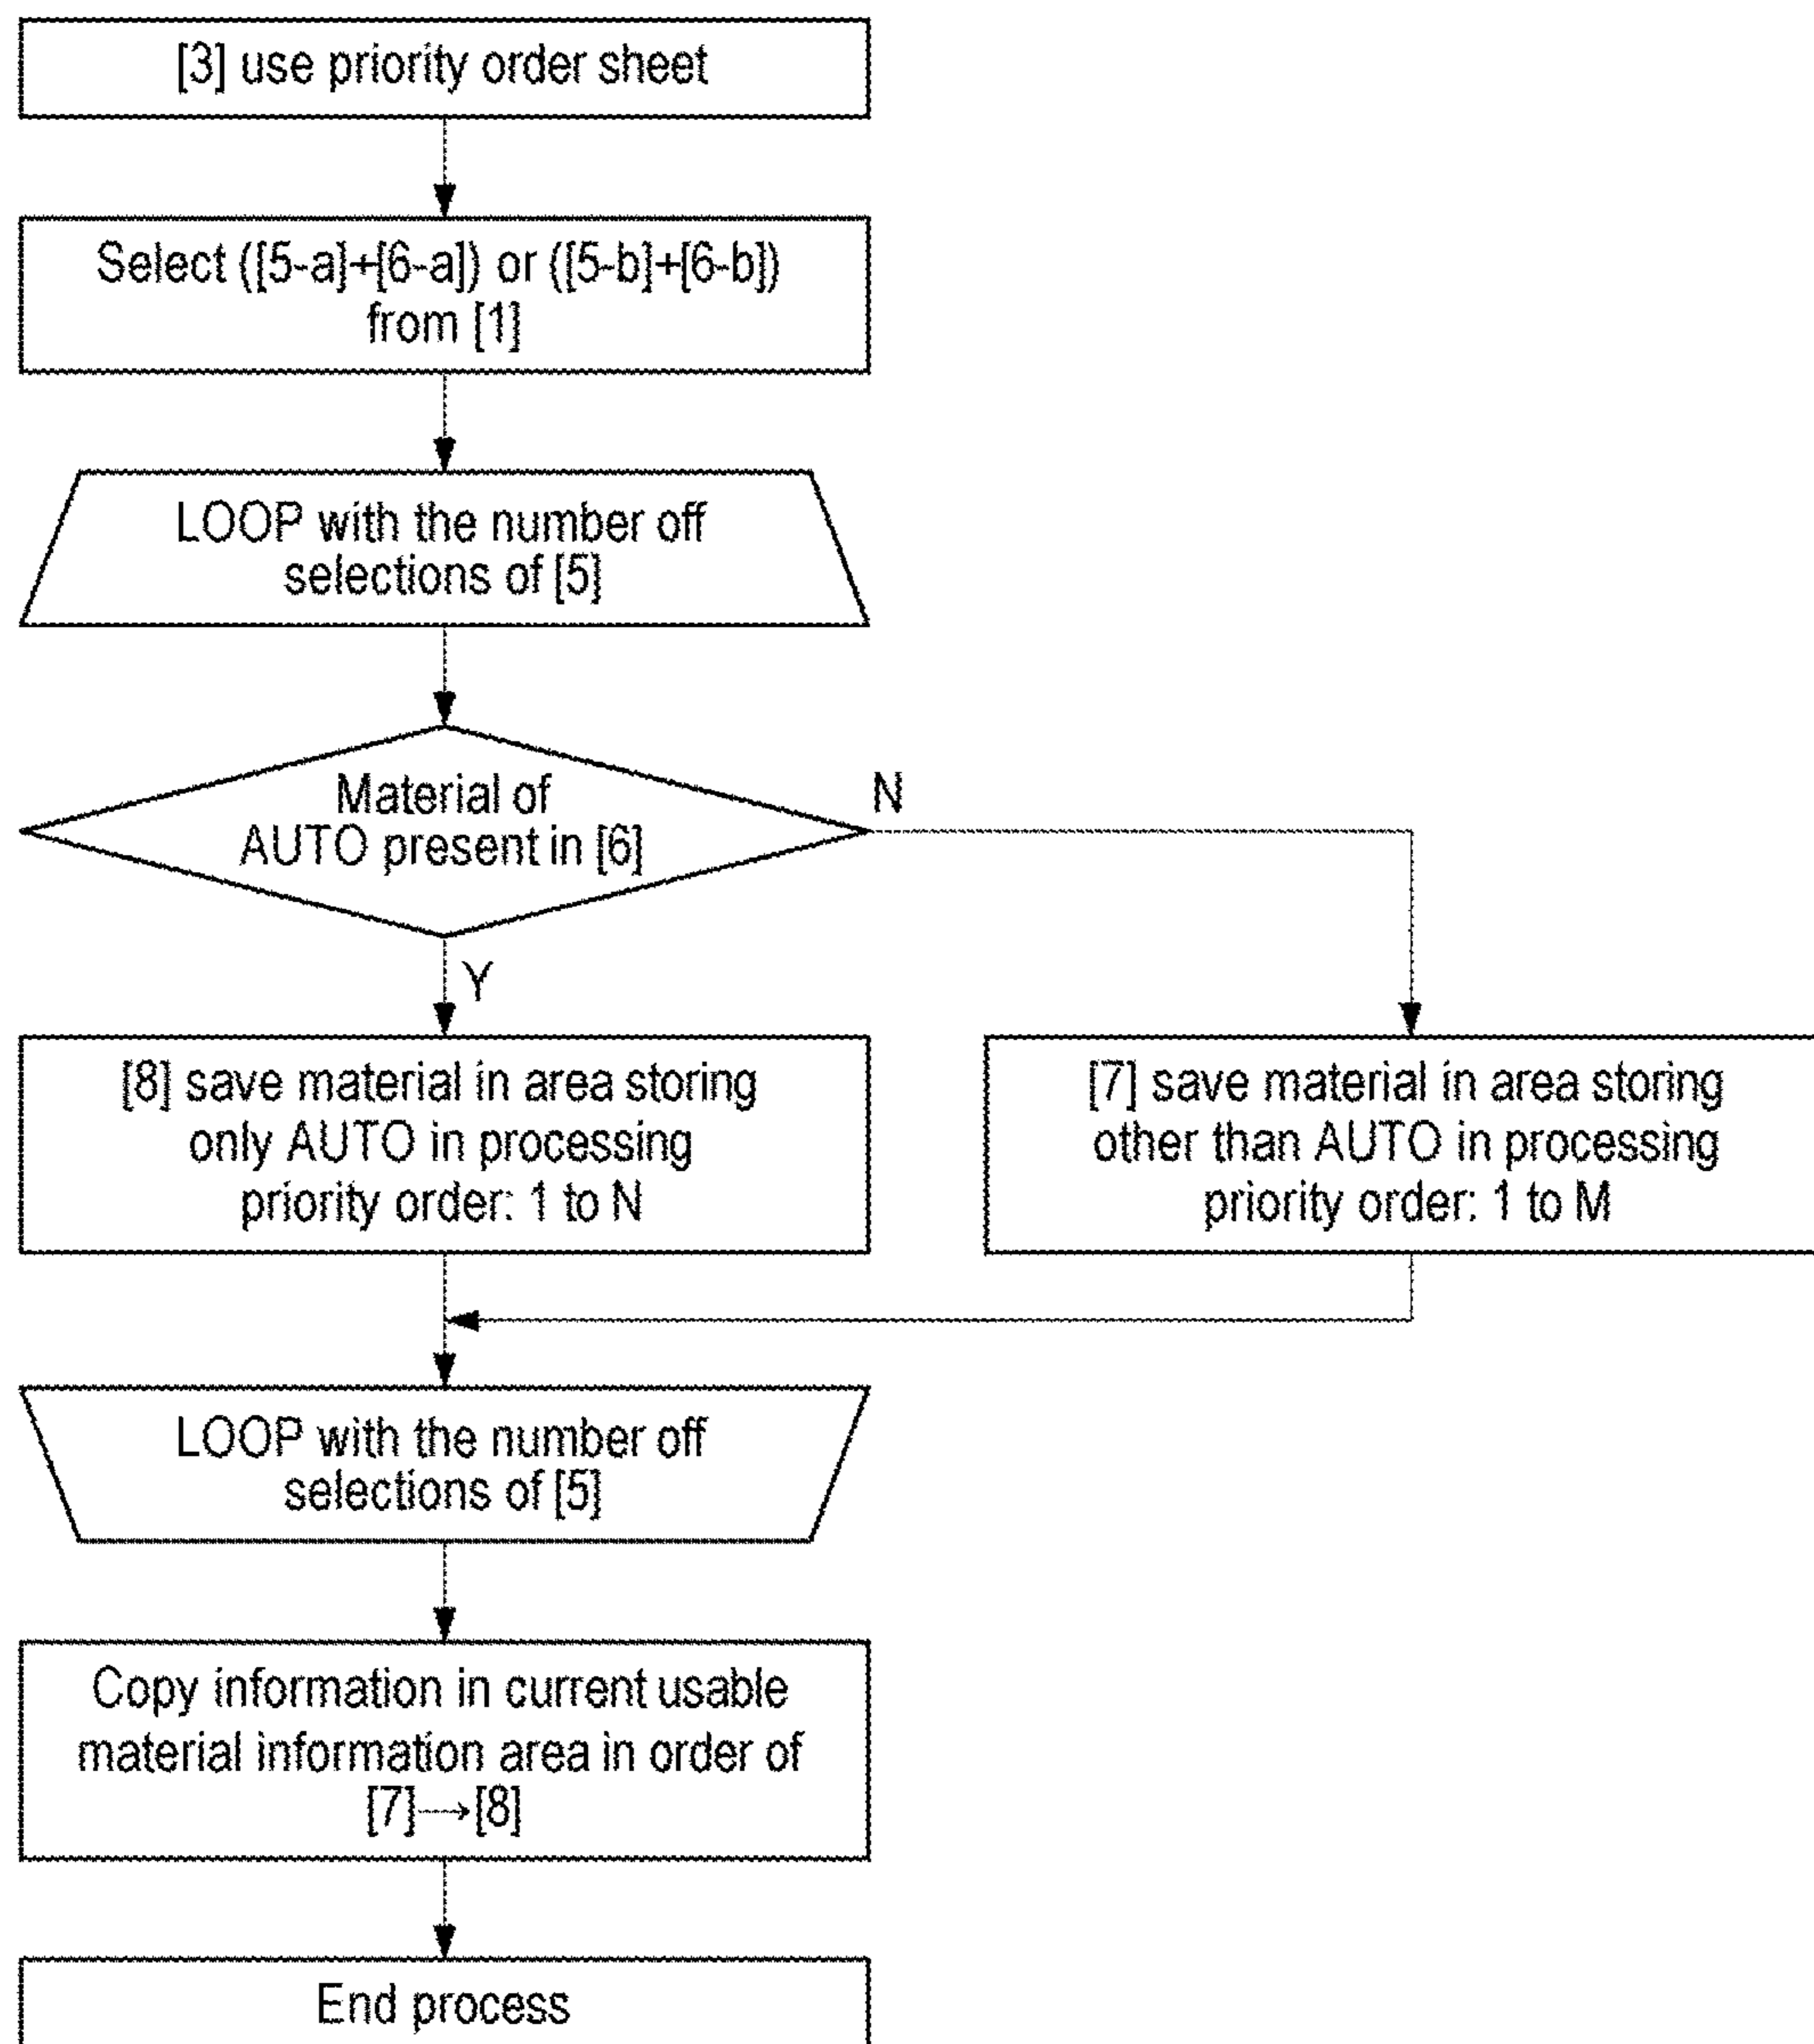 [3] use priority order sheet
Select ([5-a]+[6-a]) or ([5-b]+[6-b])
from [1]
LOOP with the number off
selections of [5]
Material of
AUTO present in [6]
N
Y
[8] save material in area storing
only AUTO in processing
priority order: 1 to N
[7] save material in area storing
other than AUTO in processing
priority order: 1 to M
LOOP with the number off
selections of [5]
Copy information in current usable
material information area in order of
[7]→[8]
End process